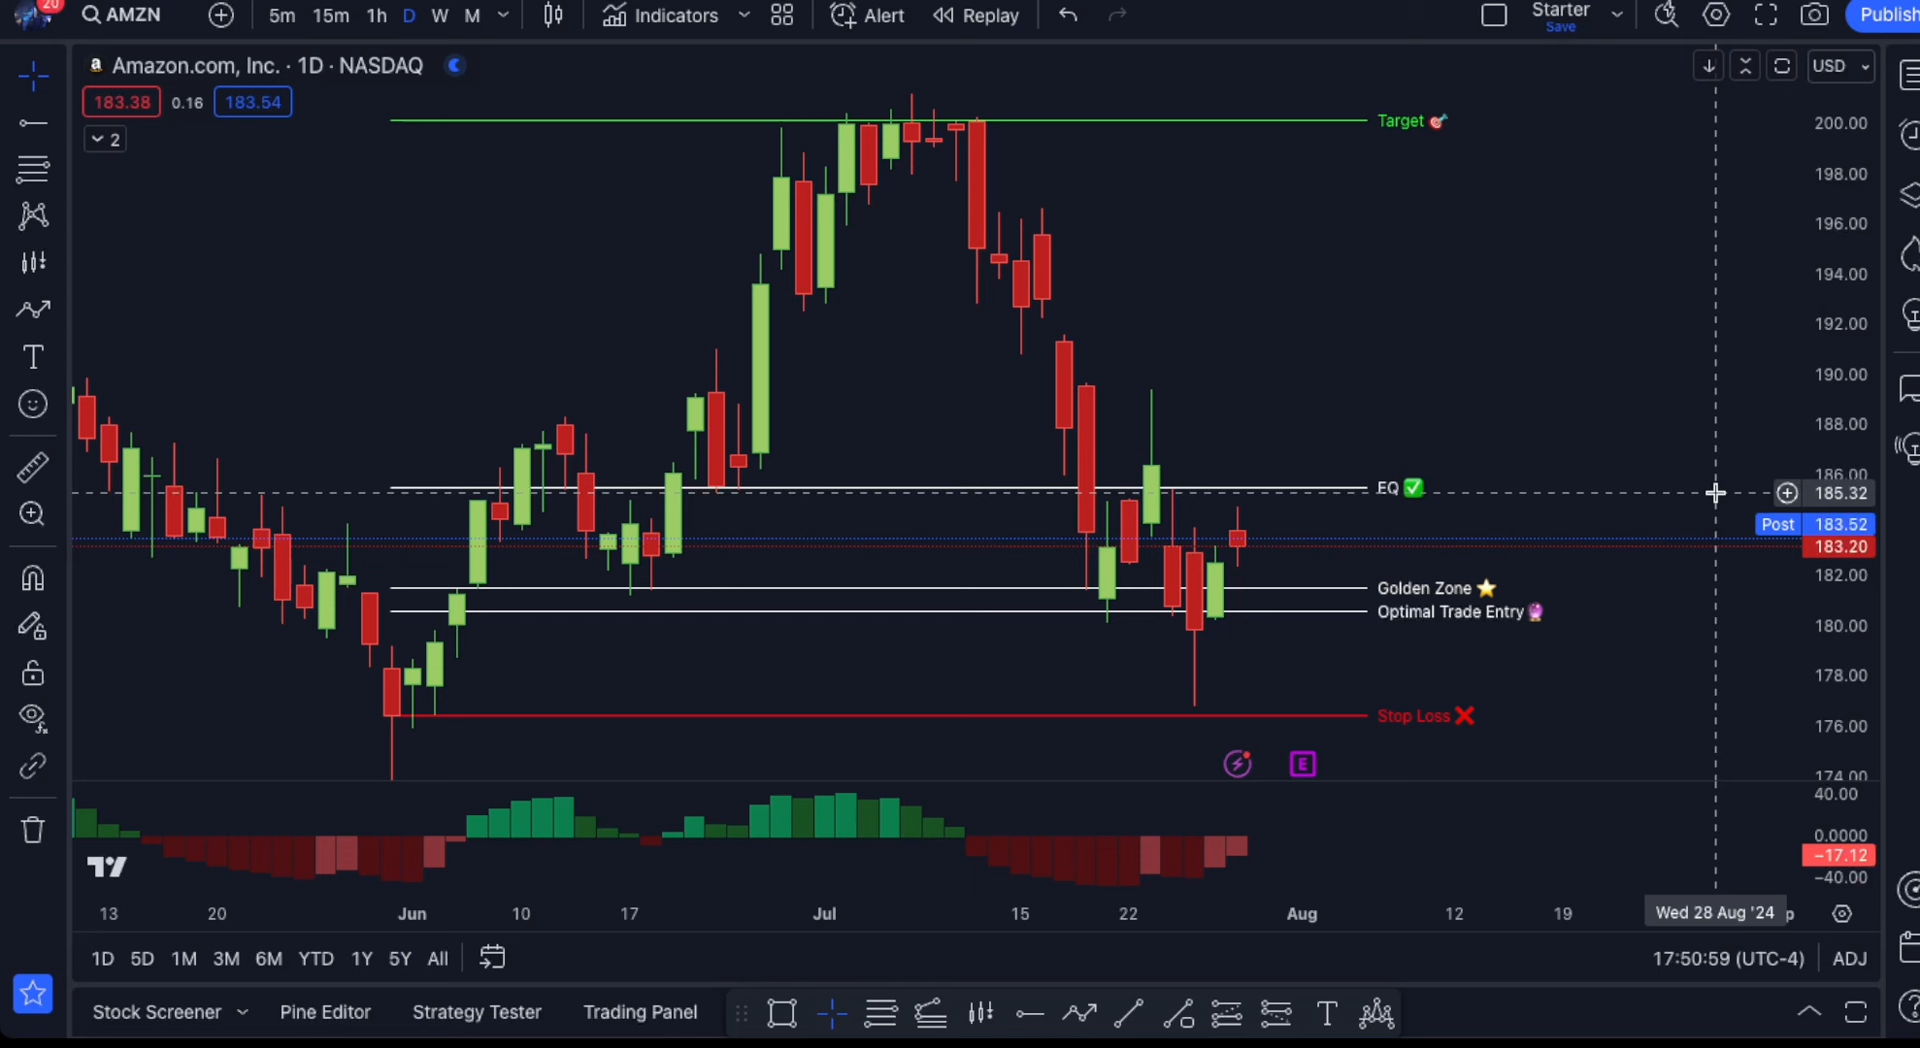 20
AMZN
5m 15m 1h D W M
Indicators
Alert
Replay
Starter
Save
Publish
a Amazon.com, Inc. · 1D · NASDAQ
USD
183.38 0.16 183.54
2
Target 🎯
200.00
198.00
196.00
194.00
192.00
190.00
188.00
186.00
EQ ✅
185.32
Post 183.52
183.20
182.00
Golden Zone ⭐
Optimal Trade Entry🔮
180.00
178.00
Stop Loss ❌
176.00
E
174.00
40.00
0.0000
−17.12
−40.00
13 20 Jun 10 17 Jul 15 22 Aug 12 19 Wed 28 Aug '24
1D 5D 1M 3M 6M YTD 1Y 5Y All
17:50:59 (UTC-4) ADJ
Stock Screener Pine Editor Strategy Tester Trading Panel